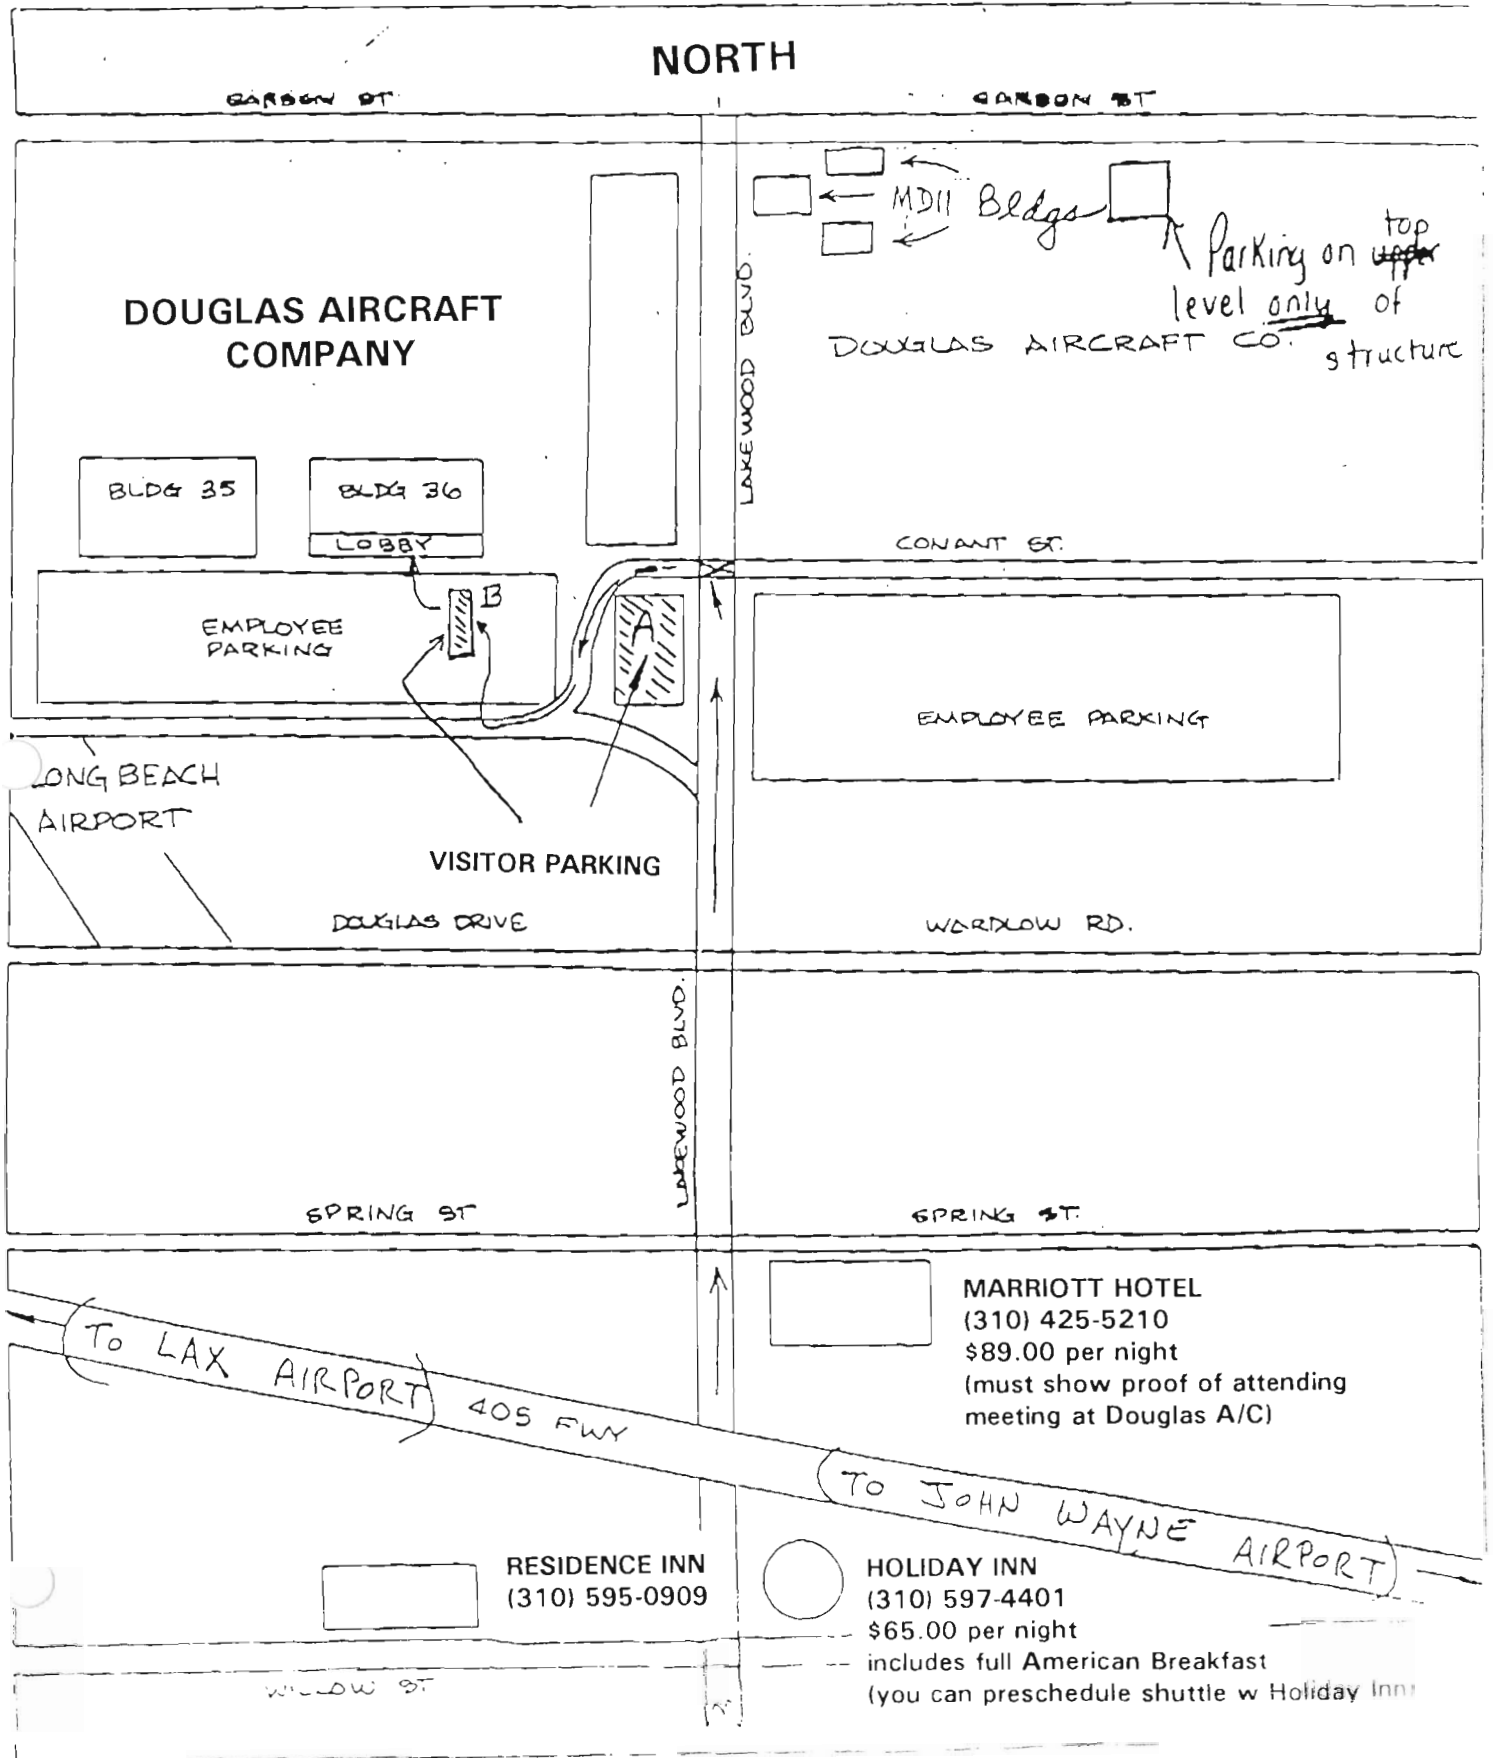 NORTH
CARSON ST
CARSON ST
MD11 Bldgs
Parking on top
level only of
structure
DOUGLAS AIRCRAFT CO.
DOUGLAS AIRCRAFT
COMPANY
LAKEWOOD BLVD.
BLDG 35
BLDG 36
LOBBY
CONANT ST.
B
A
EMPLOYEE
PARKING
EMPLOYEE PARKING
LONG BEACH
AIRPORT
VISITOR PARKING
DOUGLAS DRIVE
WARDLOW RD.
LAKEWOOD BLVD.
SPRING ST
SPRING ST.
MARRIOTT HOTEL
(310) 425-5210
$89.00 per night
(must show proof of attending
meeting at Douglas A/C)
(TO LAX AIRPORT)
405 FWY
(TO JOHN WAYNE AIRPORT)
RESIDENCE INN
(310) 595-0909
HOLIDAY INN
(310) 597-4401
$65.00 per night
includes full American Breakfast
(you can preschedule shuttle w Holiday Inn)
WILLOW ST